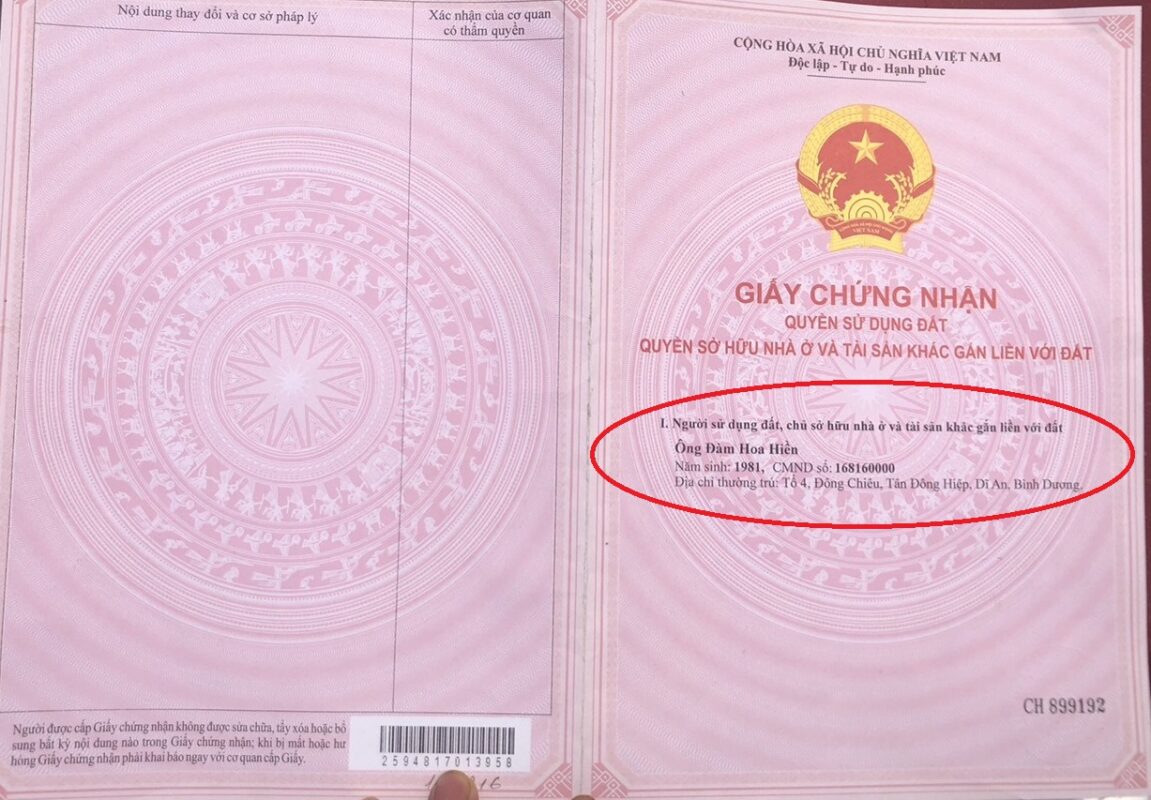 Nội dung thay đổi và cơ sở pháp lý
Xác nhận của cơ quan
có thẩm quyền
Người được cấp Giấy chứng nhận không được sửa chữa, tẩy xóa hoặc bổ
sung bất kỳ nội dung nào trong Giấy chứng nhận; khi bị mất hoặc hư
hỏng Giấy chứng nhận phải khai báo ngay với cơ quan cấp Giấy.
2594817013958
CỘNG HÒA XÃ HỘI CHỦ NGHĨA VIỆT NAM
Độc lập - Tự do - Hạnh phúc
VIỆT NAM
GIẤY CHỨNG NHẬN
QUYỀN SỬ DỤNG ĐẤT
QUYỀN SỞ HỮU NHÀ Ở VÀ TÀI SẢN KHÁC GẮN LIỀN VỚI ĐẤT
I. Người sử dụng đất, chủ sở hữu nhà ở và tài sản khác gắn liền với đất
Ông Đàm Hoa Hiền
Năm sinh: 1981, CMND số: 168160000
Địa chỉ thường trú: Tổ 4, Đông Chiêu, Tân Đông Hiệp, Dĩ An, Bình Dương.
CH 899192